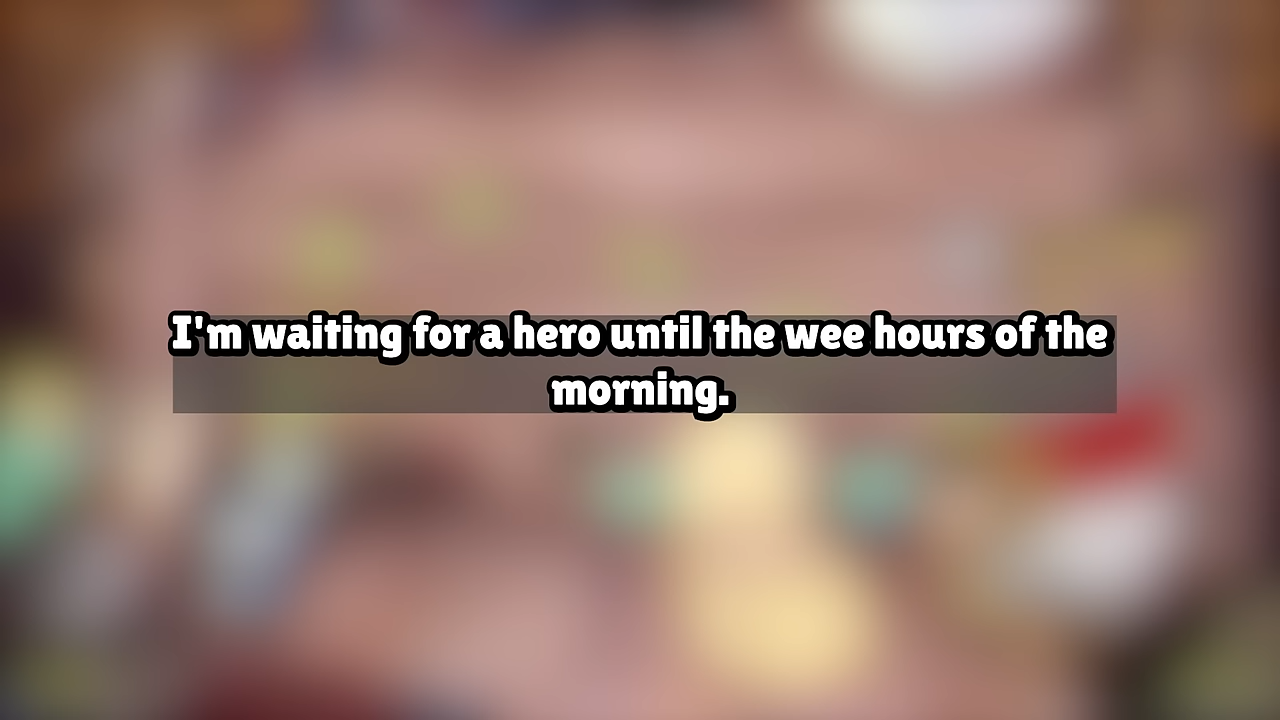 I'm waiting for a hero until the wee hours of the
morning.